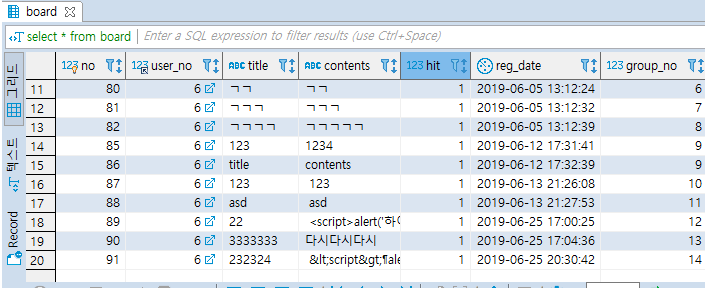 board
select * from board Enter a SQL expression to filter results (use Ctrl+Space)
그리드
텍스트
Record
123 no 123 user_no ABC title ABC contents 123 hit reg_date 123 group_no
11 80 6 ㄱㄱ ㄱㄱ 1 2019-06-05 13:12:24 6
12 81 6 ㄱㄱㄱ ㄱㄱㄱ 1 2019-06-05 13:12:32 7
13 82 6 ㄱㄱㄱㄱ ㄱㄱㄱㄱㄱ 1 2019-06-05 13:12:39 8
14 85 6 123 1234 1 2019-06-12 17:31:41 9
15 86 6 title contents 1 2019-06-12 17:32:39 9
16 87 6 123 123 1 2019-06-13 21:26:08 10
17 88 6 asd asd 1 2019-06-13 21:27:53 11
18 89 6 22 <script>alert('하이 1 2019-06-25 17:00:25 12
19 90 6 3333333 다시다시다시 1 2019-06-25 17:04:36 13
20 91 6 232324 &lt;script&gt;¶ale 1 2019-06-25 20:30:42 14